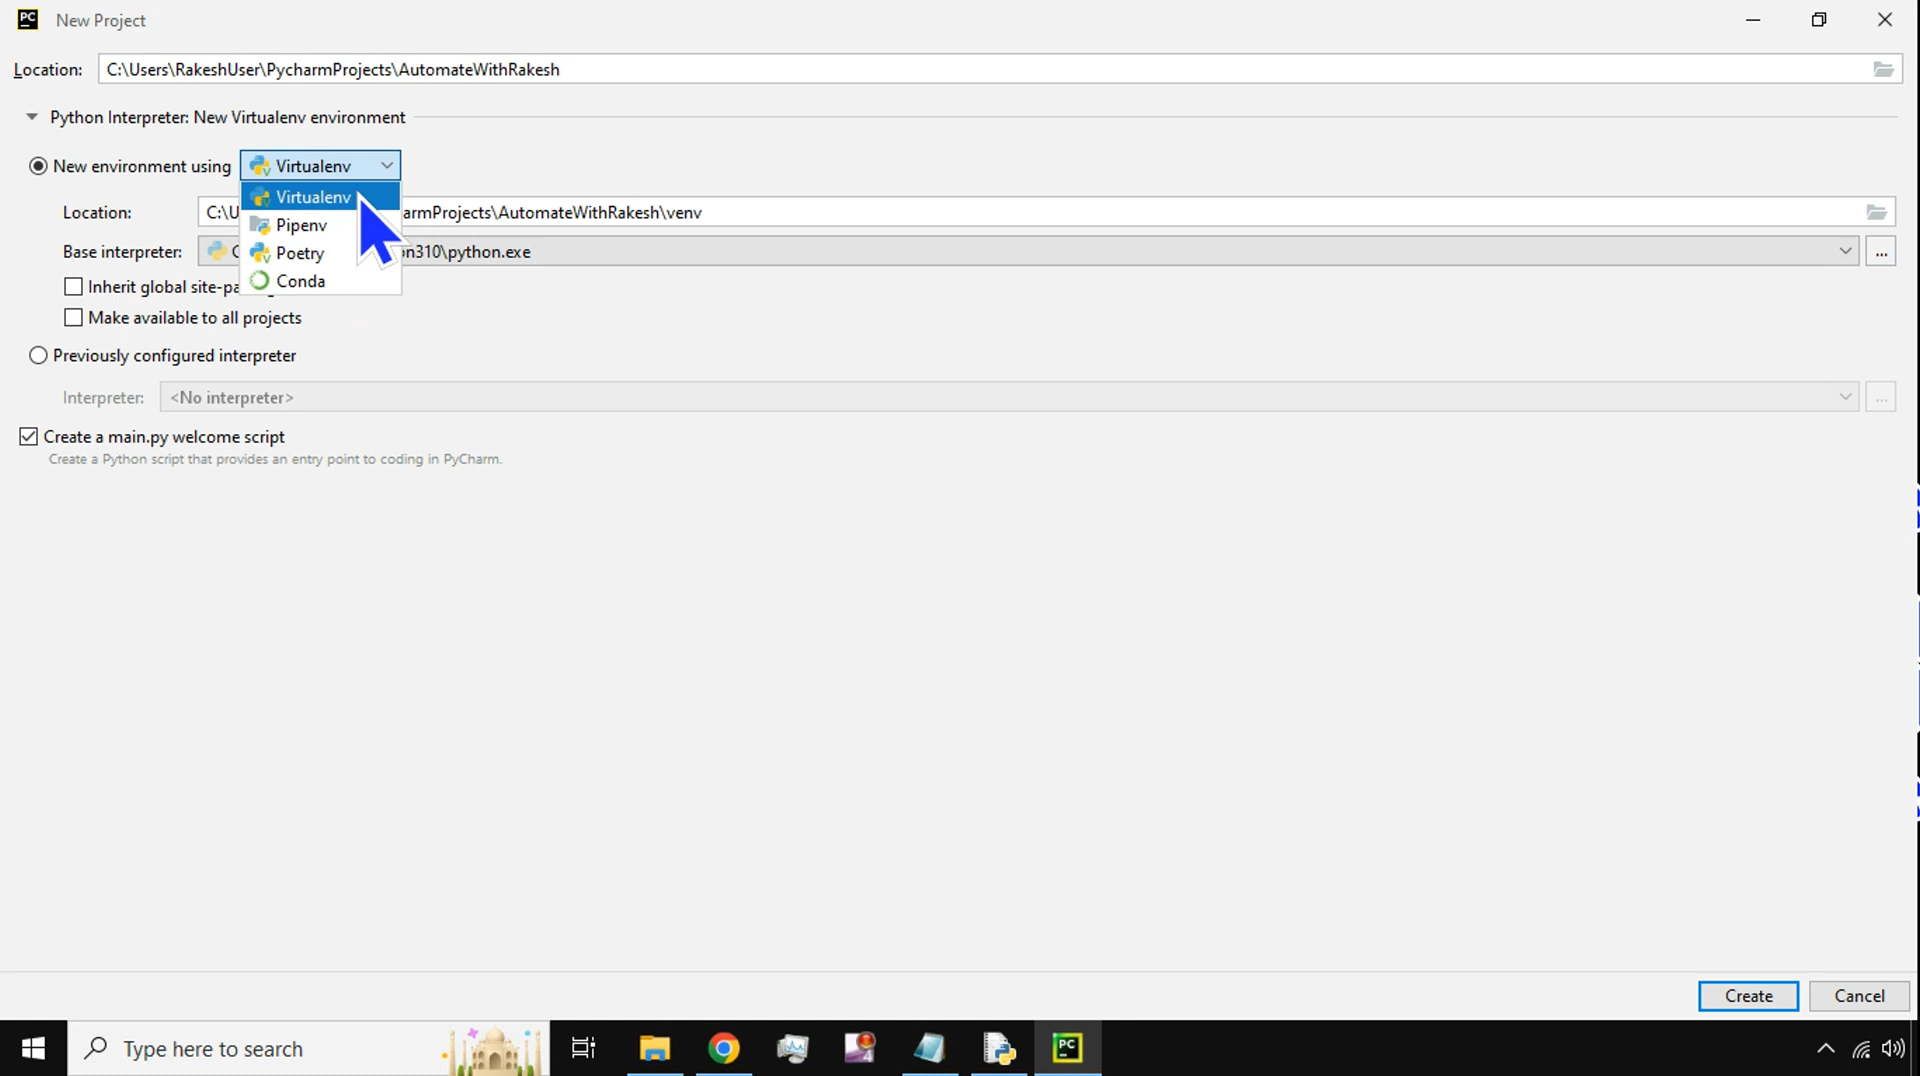 PC New Project
Location: C:\Users\RakeshUser\PycharmProjects\AutomateWithRakesh
Python Interpreter: New Virtualenv environment
New environment using Virtualenv
Virtualenv
Location: C:\U armProjects\AutomateWithRakesh\venv
Pipenv
Base interpreter: n310\python.exe ...
Poetry
Inherit global site-pa
Conda
Make available to all projects
Previously configured interpreter
Interpreter: <No interpreter> ...
Create a main.py welcome script
Create a Python script that provides an entry point to coding in PyCharm.
Create Cancel
Type here to search 4 PC